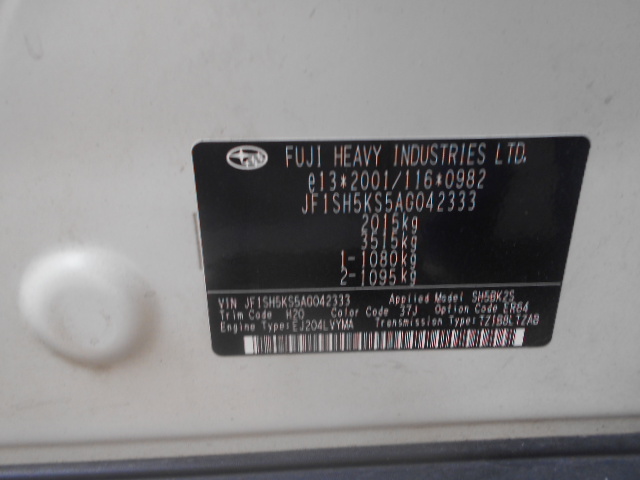 FUJI HEAVY INDUSTRIES LTD.
e13*2001/116*0982
JF1SH5KS5AG042333
2015kg
3515kg
1-1080kg
2-1095kg
VIN JF1SH5KS5AG042333 Applied Model SH5BK2S
Trim Code H20 Color Code 37J Option Code ER64
Engine Type:EJ204LVYMA Transmission Type:TZ1B8LTZAB